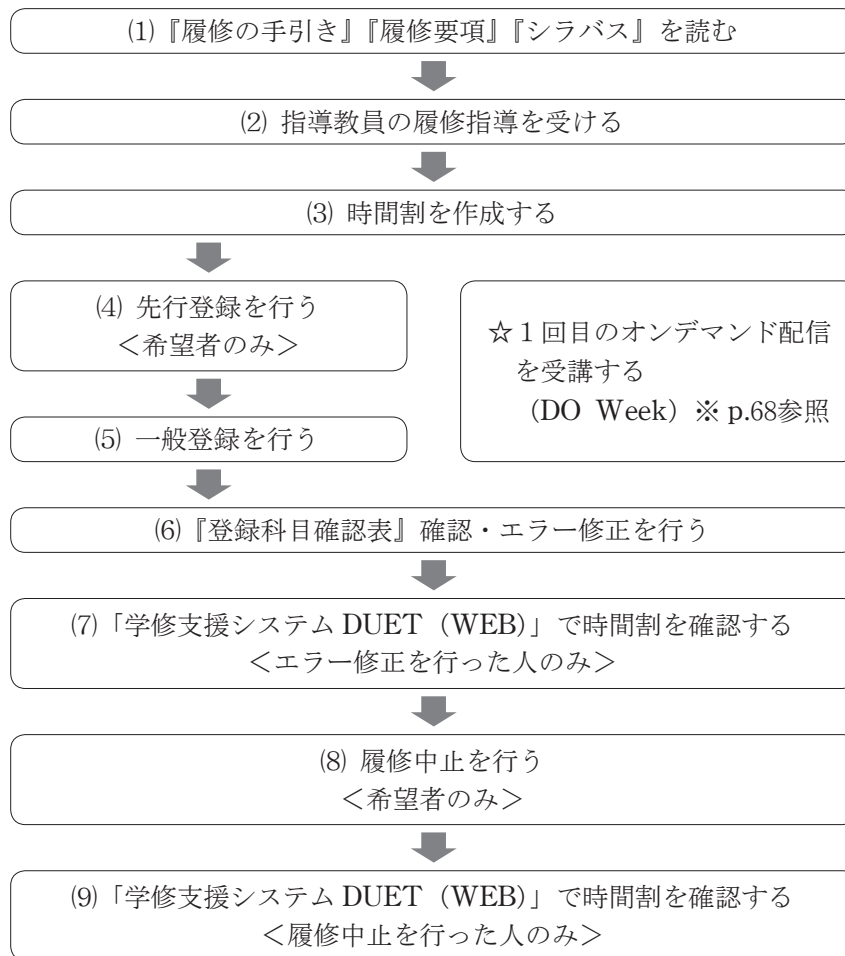 ⑴『履修の手引き』『履修要項』『シラバス』を読む
⑵ 指導教員の履修指導を受ける
⑶ 時間割を作成する
⑷ 先行登録を行う
<希望者のみ>
⑸ 一般登録を行う
☆1回目のオンデマンド配信
を受講する
(DO Week)※ p.68参照
⑹『登録科目確認表』確認・エラー修正を行う
⑺「学修支援システム DUET(WEB)」で時間割を確認する
<エラー修正を行った人のみ>
⑻ 履修中止を行う
<希望者のみ>
⑼「学修支援システム DUET(WEB)」で時間割を確認する
<履修中止を行った人のみ>